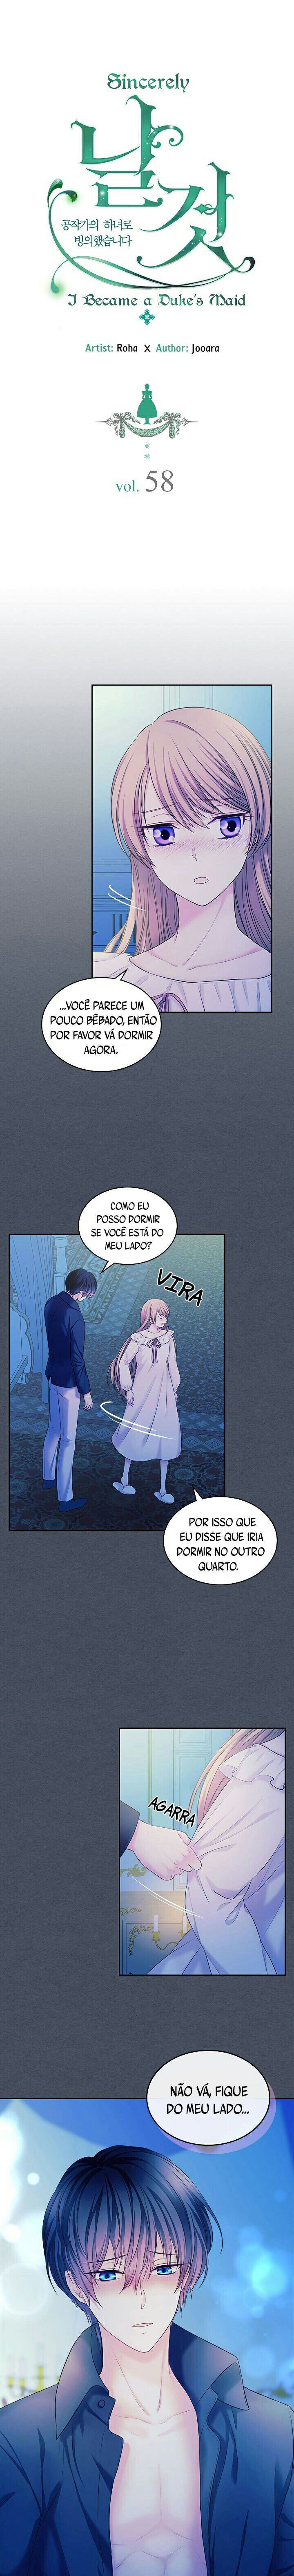 Sincerely
날 것
공작가의 하녀로
빙의했습니다
I Became a Duke's Maid
Artist: Roha X Author: Jooara
vol. 58
...VOCÊ PARECE UM
POUCO BÊBADO, ENTÃO
POR FAVOR VÁ DORMIR
AGORA.
COMO EU
POSSO DORMIR
SE VOCÊ ESTÁ DO
MEU LADO?
VIRA
POR ISSO QUE
EU DISSE QUE IRIA
DORMIR NO OUTRO
QUARTO.
AGARRA
NÃO VÁ, FIQUE
DO MEU LADO...